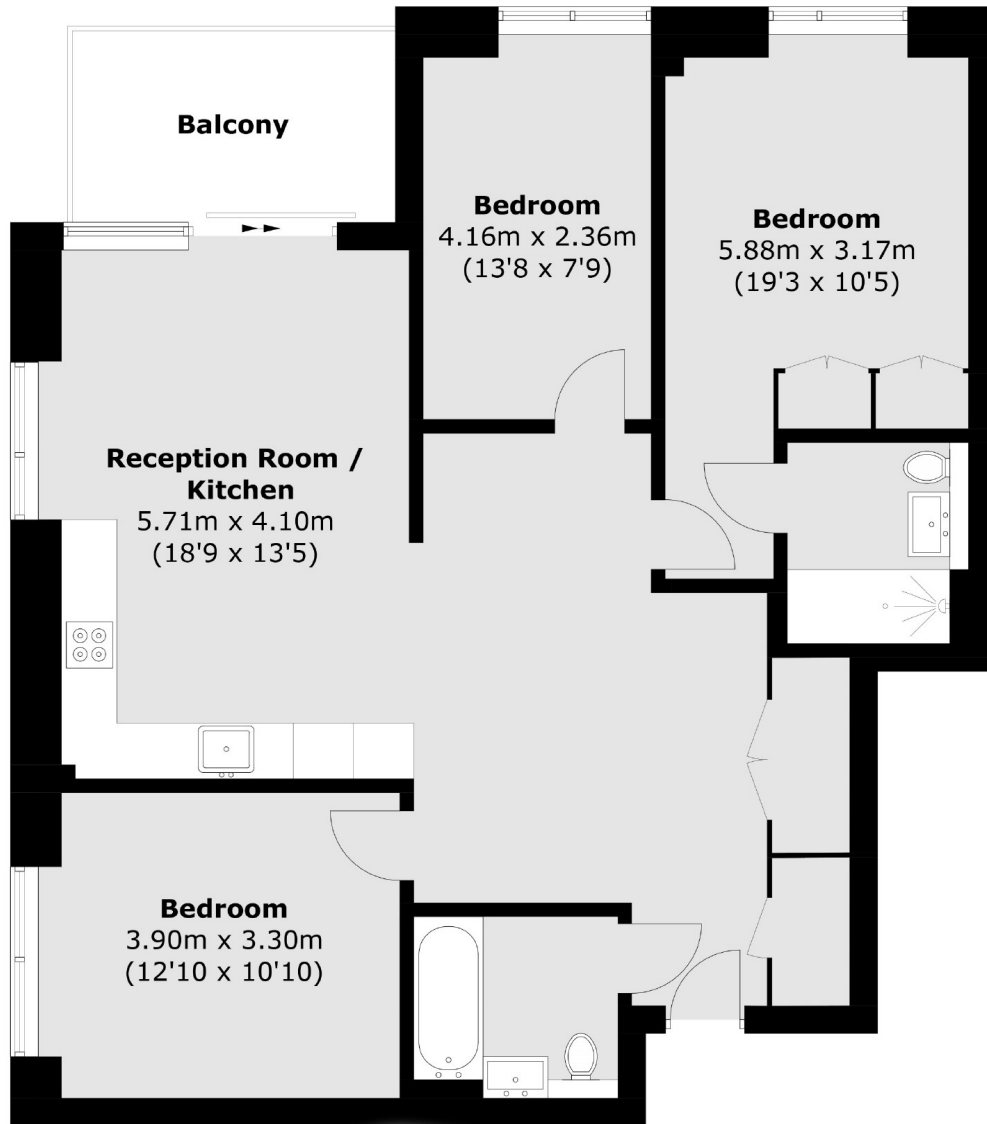 Balcony
Bedroom
4.16m x 2.36m
(13'8 x 7'9)
Bedroom
5.88m x 3.17m
(19'3 x 10'5)
Reception Room /
Kitchen
5.71m x 4.10m
(18'9 x 13'5)
Bedroom
3.90m x 3.30m
(12'10 x 10'10)